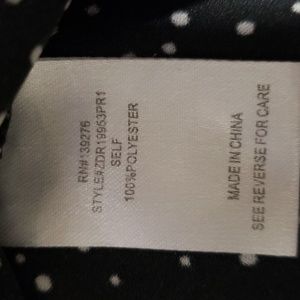 RN#139276
STYLE#ZDR19953PR1
SELF
100%POLYESTER
MADE IN CHINA
SEE REVERSE FOR CARE